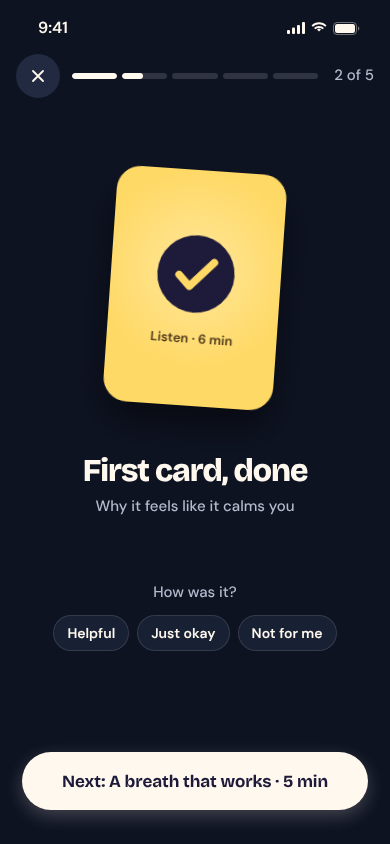 9:41
2 of 5
Listen · 6 min
First card, done
Why it feels like it calms you
How was it?
Helpful
Just okay
Not for me
Next: A breath that works · 5 min